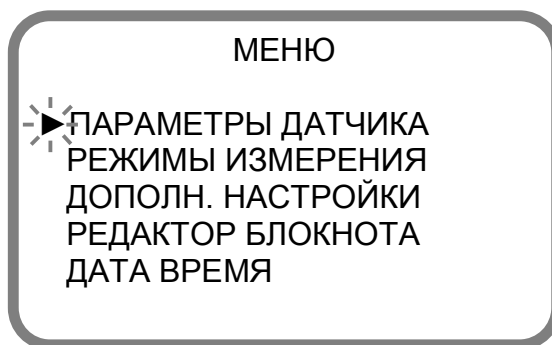 МЕНЮ
►ПАРАМЕТРЫ ДАТЧИКА
РЕЖИМЫ ИЗМЕРЕНИЯ
ДОПОЛН. НАСТРОЙКИ
РЕДАКТОР БЛОКНОТА
ДАТА ВРЕМЯ